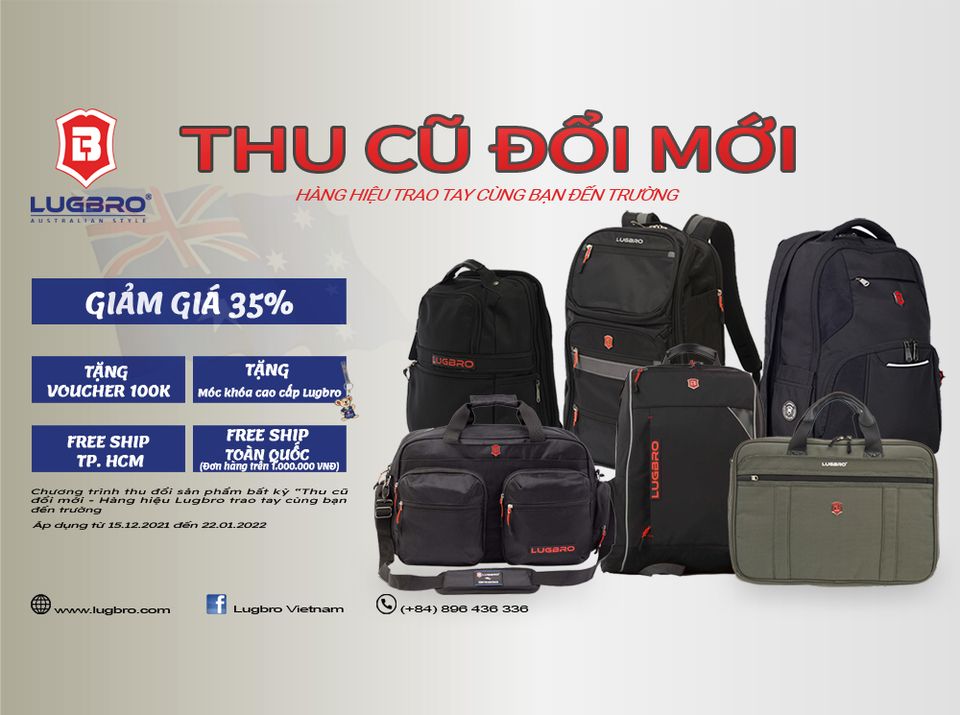 B
LUGBRO®
AUSTRALIAN STYLE
THU CŨ ĐỔI MỚI
HÀNG HIỆU TRAO TAY CÙNG BẠN ĐẾN TRƯỜNG
GIẢM GIÁ 35%
TẶNG
VOUCHER 100K
TẶNG
Móc khóa cao cấp Lugbro
FREE SHIP
TP. HCM
FREE SHIP
TOÀN QUỐC
(Đơn hàng trên 1.000.000 VNĐ)
Chương trình thu đổi sản phẩm bất kỳ "Thu cũ
đổi mới - Hàng hiệu Lugbro trao tay cùng bạn
đến trường
Áp dụng từ 15.12.2021 đến 22.01.2022
www.lugbro.com
Lugbro Vietnam
(+84) 896 436 336
LUGBRO
LUGBRO
LUGBRO
LUGBRO
LUGBRO
LUGBRO